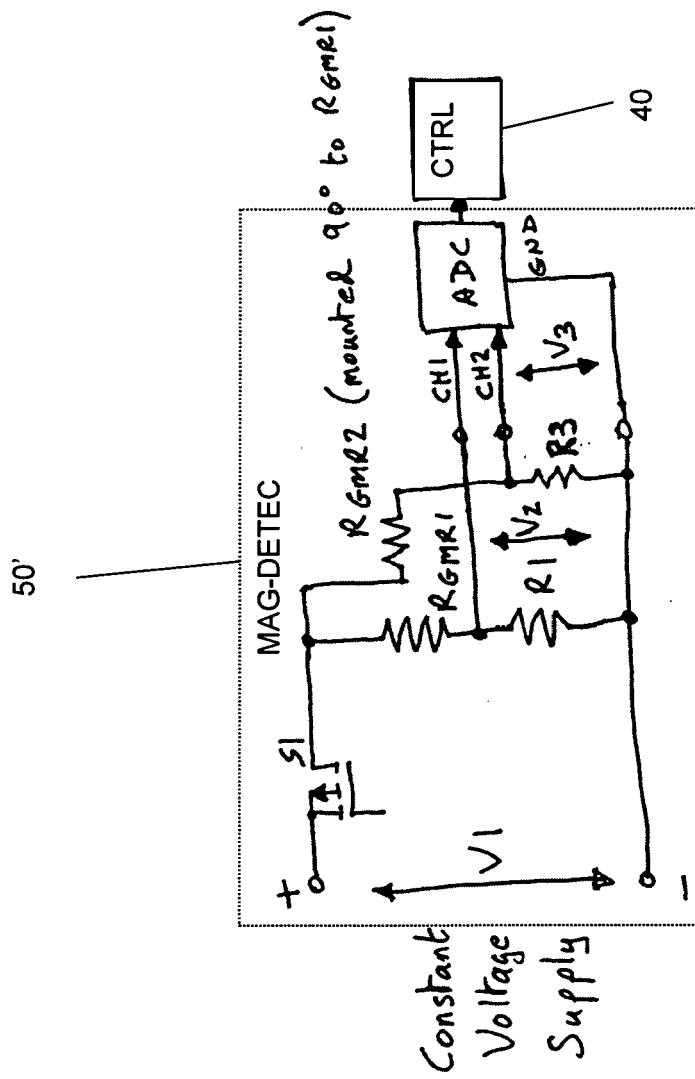 50'
MAG-DETEC
RGMR2 (mounted 90° to RGMR1)
S1
RGMR1
CH1
CH2
ADC
GND
CTRL
40
+
V1
R1
V2
R3
V3
-
Constant
Voltage
Supply